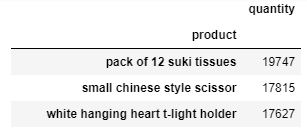 quantity
product
pack of 12 suki tissues 19747
small chinese style scissor 17815
white hanging heart t-light holder 17627